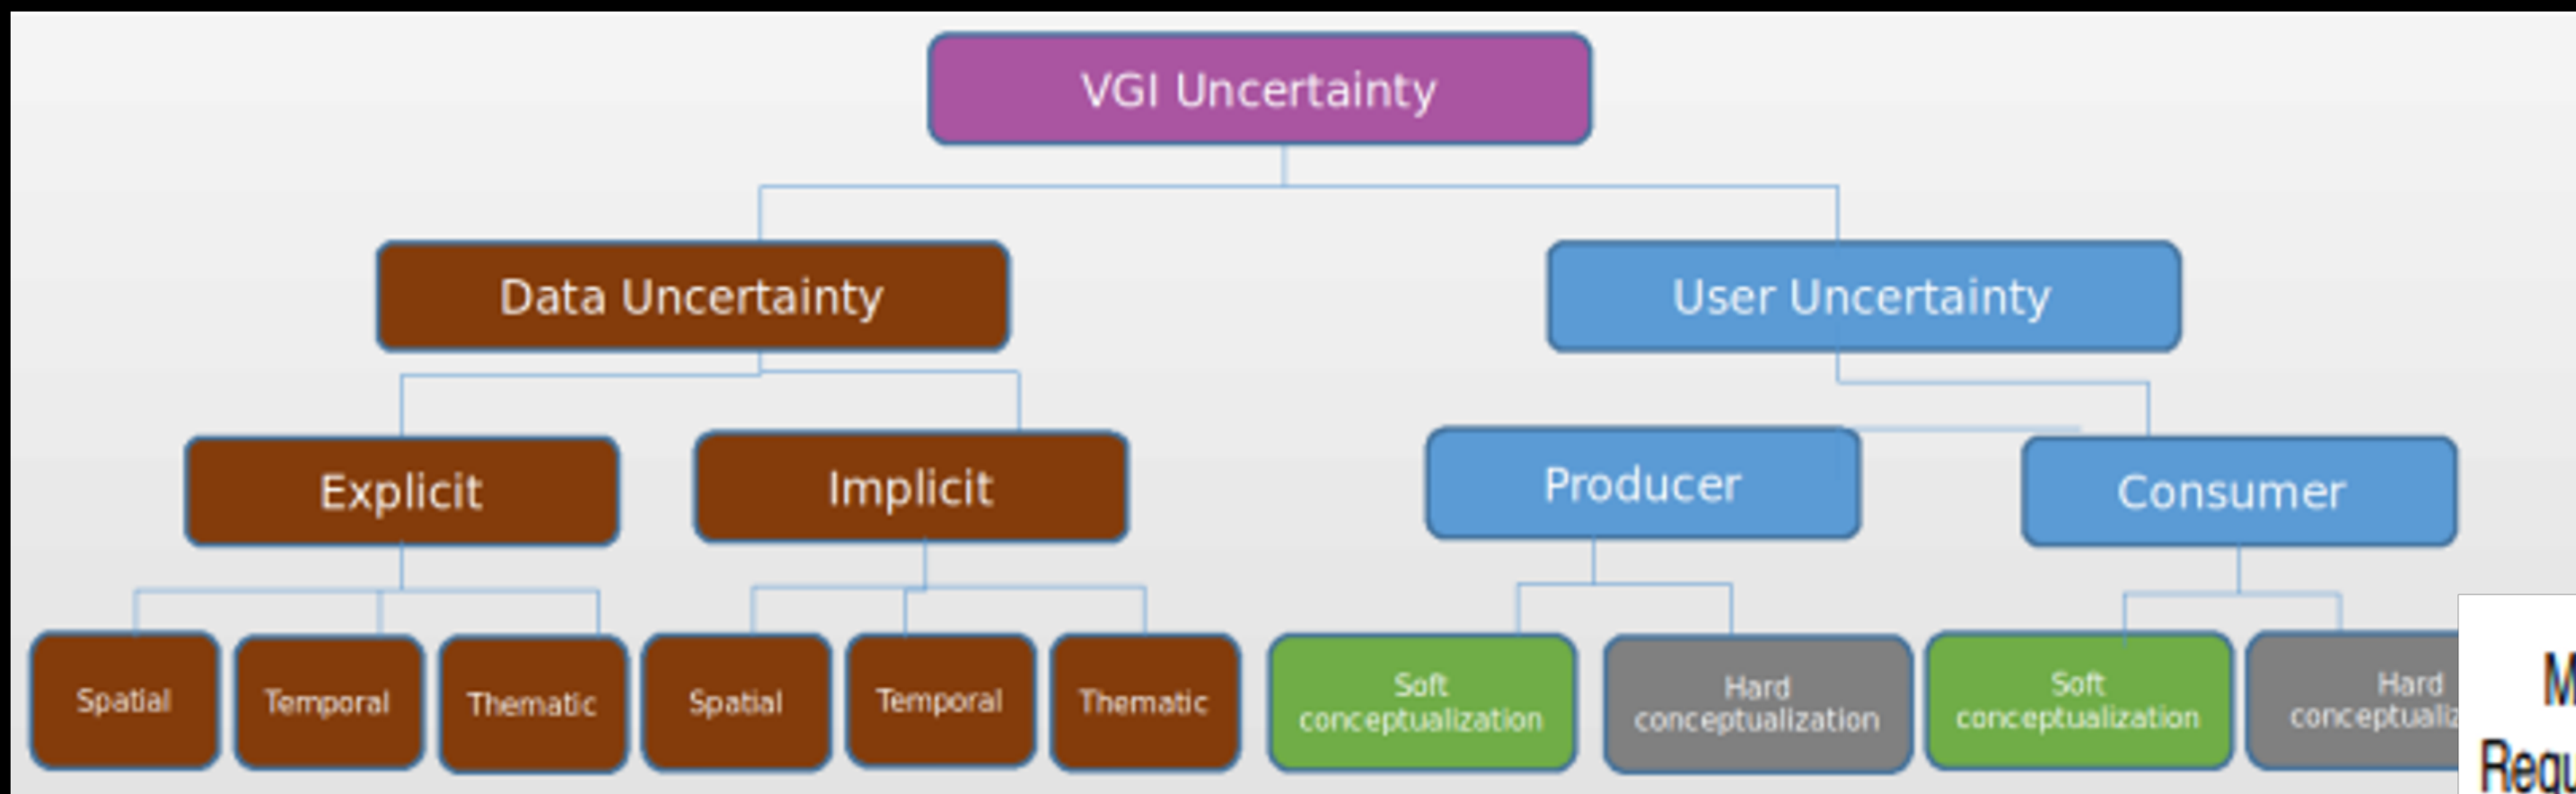 VGI Uncertainty
Data Uncertainty
User Uncertainty
Explicit
Implicit
Producer
Consumer
Spatial
Temporal
Thematic
Spatial
Temporal
Thematic
Soft
conceptualization
Hard
conceptualization
Soft
conceptualization
Hard